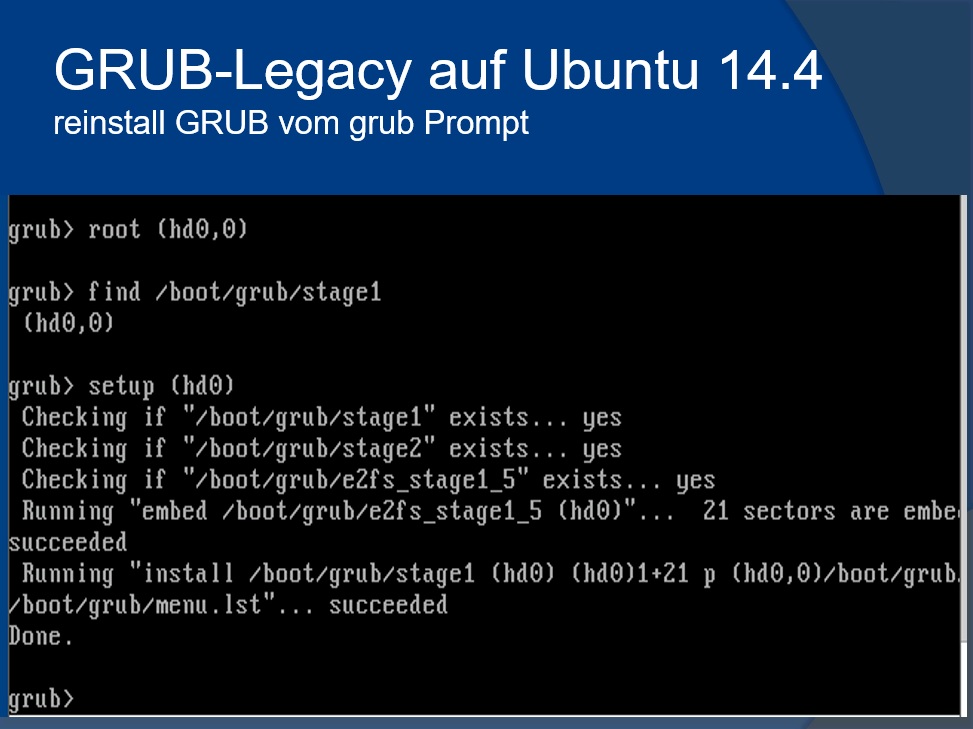 GRUB-Legacy auf Ubuntu 14.4
reinstall GRUB vom grub Prompt
grub> root (hd0,0)
grub> find /boot/grub/stage1
(hd0,0)
grub> setup (hd0)
Checking if "/boot/grub/stage1" exists... yes
Checking if "/boot/grub/stage2" exists... yes
Checking if "/boot/grub/e2fs_stage1_5" exists... yes
Running "embed /boot/grub/e2fs_stage1_5 (hd0)"... 21 sectors are embe
succeeded
Running "install /boot/grub/stage1 (hd0) (hd0)1+21 p (hd0,0)/boot/grub
/boot/grub/menu.lst"... succeeded
Done.
grub>